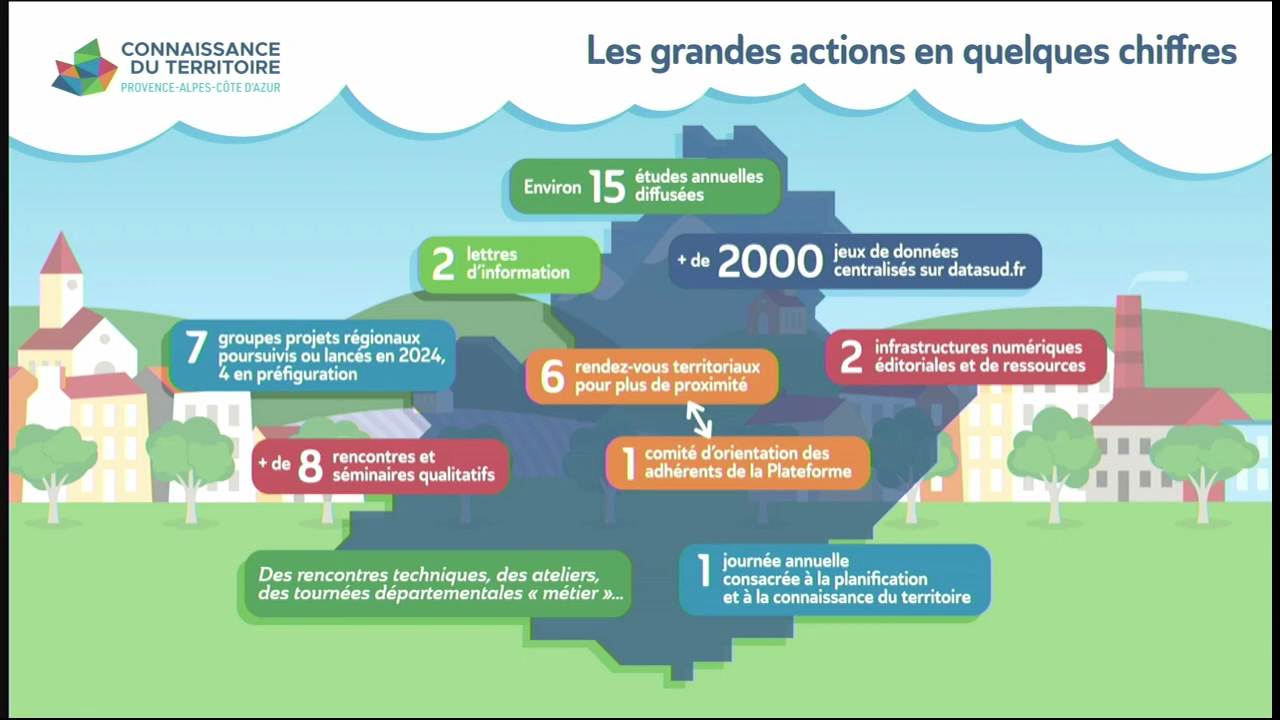 CONNAISSANCE
DU TERRITOIRE
PROVENCE-ALPES-CÔTE D'AZUR
Les grandes actions en quelques chiffres
Environ 15 études annuelles
diffusées
2 lettres
d'information
+ de 2000 jeux de données
centralisés sur datasud.fr
7 groupes projets régionaux
poursuivis ou lancés en 2024,
4 en préfiguration
6 rendez-vous territoriaux
pour plus de proximité
2 infrastructures numériques
éditoriales et de ressources
+ de 8 rencontres et
séminaires qualitatifs
1 comité d'orientation des
adhérents de la Plateforme
Des rencontres techniques, des ateliers,
des tournées départementales « métier »...
1 journée annuelle
consacrée à la planification
et à la connaissance du territoire